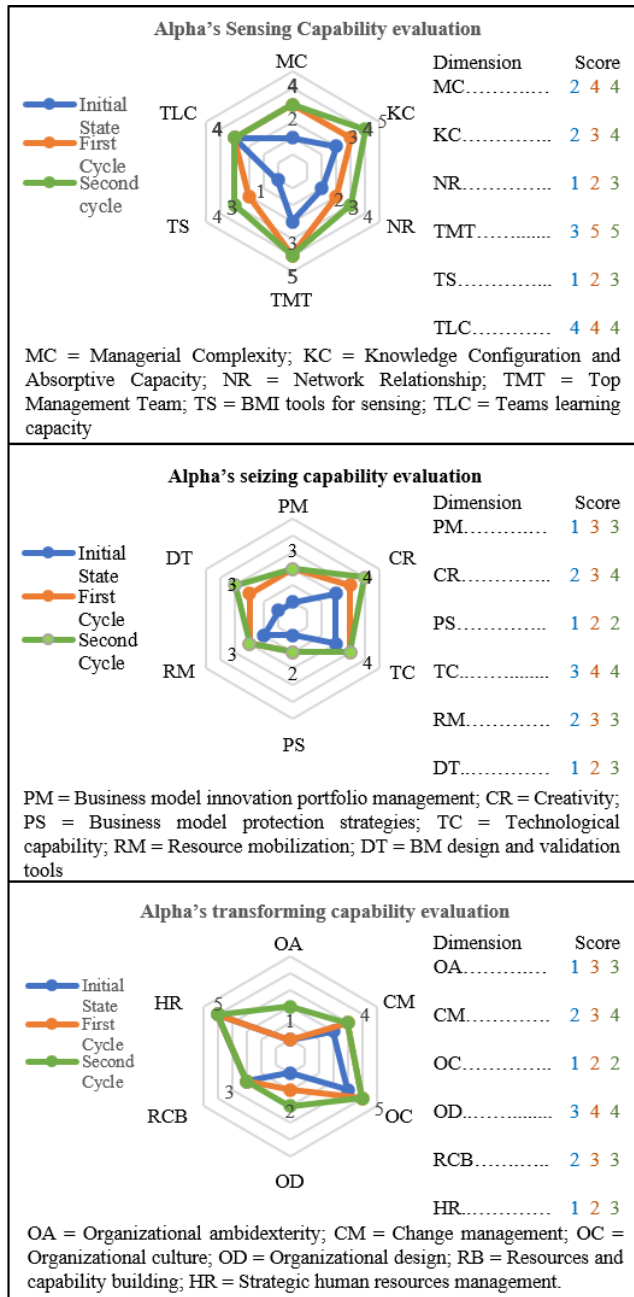 Alpha's Sensing Capability evaluation
MC
Dimension Score
MC............... 2 4 4
KC............... 2 3 4
NR............... 1 2 3
TMT............... 3 5 5
TS............... 1 2 3
TLC............... 4 4 4
Initial
State
First
Cycle
Second
cycle
TLC
KC
NR
TMT
TS
4
2
5
4
3
4
3
2
3
5
4
3
1
4
MC = Managerial Complexity; KC = Knowledge Configuration and
Absorptive Capacity; NR = Network Relationship; TMT = Top
Management Team; TS = BMI tools for sensing; TLC = Teams learning
capacity
Alpha's seizing capability evaluation
PM
Dimension Score
PM............... 1 3 3
CR............... 2 3 4
PS............... 1 2 2
TC............... 3 4 4
RM............... 2 3 3
DT............... 1 2 3
Initial
State
First
Cycle
Second
Cycle
DT
CR
TC
PS
RM
3
4
4
2
3
3
PM = Business model innovation portfolio management; CR = Creativity;
PS = Business model protection strategies; TC = Technological
capability; RM = Resource mobilization; DT = BM design and validation
tools
Alpha's transforming capability evaluation
OA
Dimension Score
OA............... 1 3 3
CM............... 2 3 4
OC............... 1 2 2
OD............... 3 4 4
RCB............... 2 3 3
HR............... 1 2 3
Initial
State
First
Cycle
Second
Cycle
HR
CM
OC
OD
RCB
1
4
5
2
3
5
OA = Organizational ambidexterity; CM = Change management; OC =
Organizational culture; OD = Organizational design; RB = Resources and
capability building; HR = Strategic human resources management.